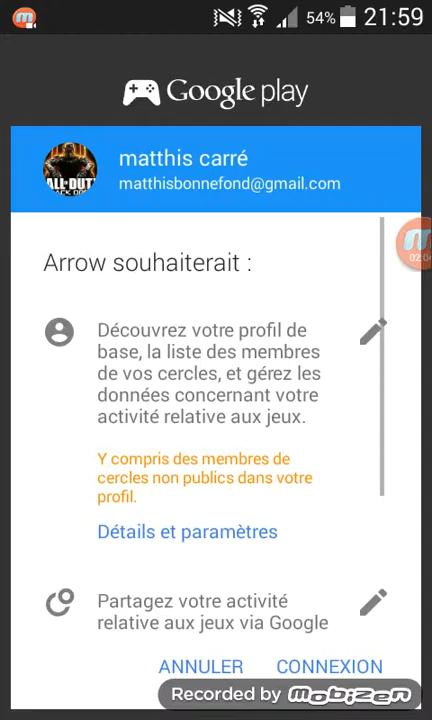 54% 21:59
Google play
matthis carré
matthisbonnefond@gmail.com
Arrow souhaiterait :
Découvrez votre profil de
base, la liste des membres
de vos cercles, et gérez les
données concernant votre
activité relative aux jeux.
Y compris des membres de
cercles non publics dans votre
profil.
Détails et paramètres
Partagez votre activité
relative aux jeux via Google
ANNULER CONNEXION
Recorded by mobizen